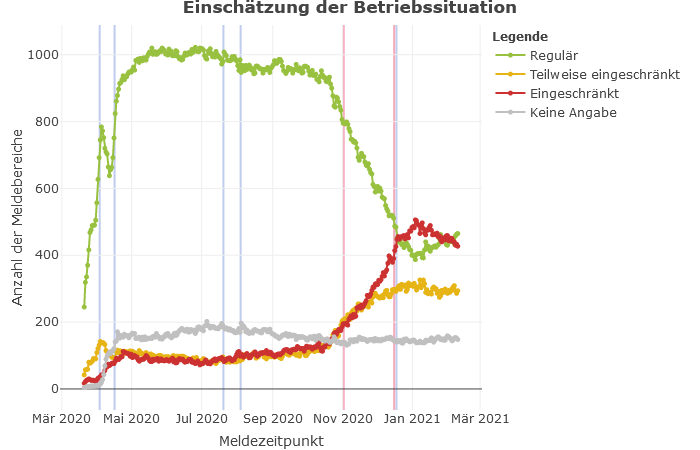 Einschätzung der Betriebssituation
Legende
Regulär
Teilweise eingeschränkt
Eingeschränkt
Keine Angabe
Anzahl der Meldebereiche
1000
800
600
400
200
0
Mär 2020 Mai 2020 Jul 2020 Sep 2020 Nov 2020 Jan 2021 Mär 2021
Meldezeitpunkt